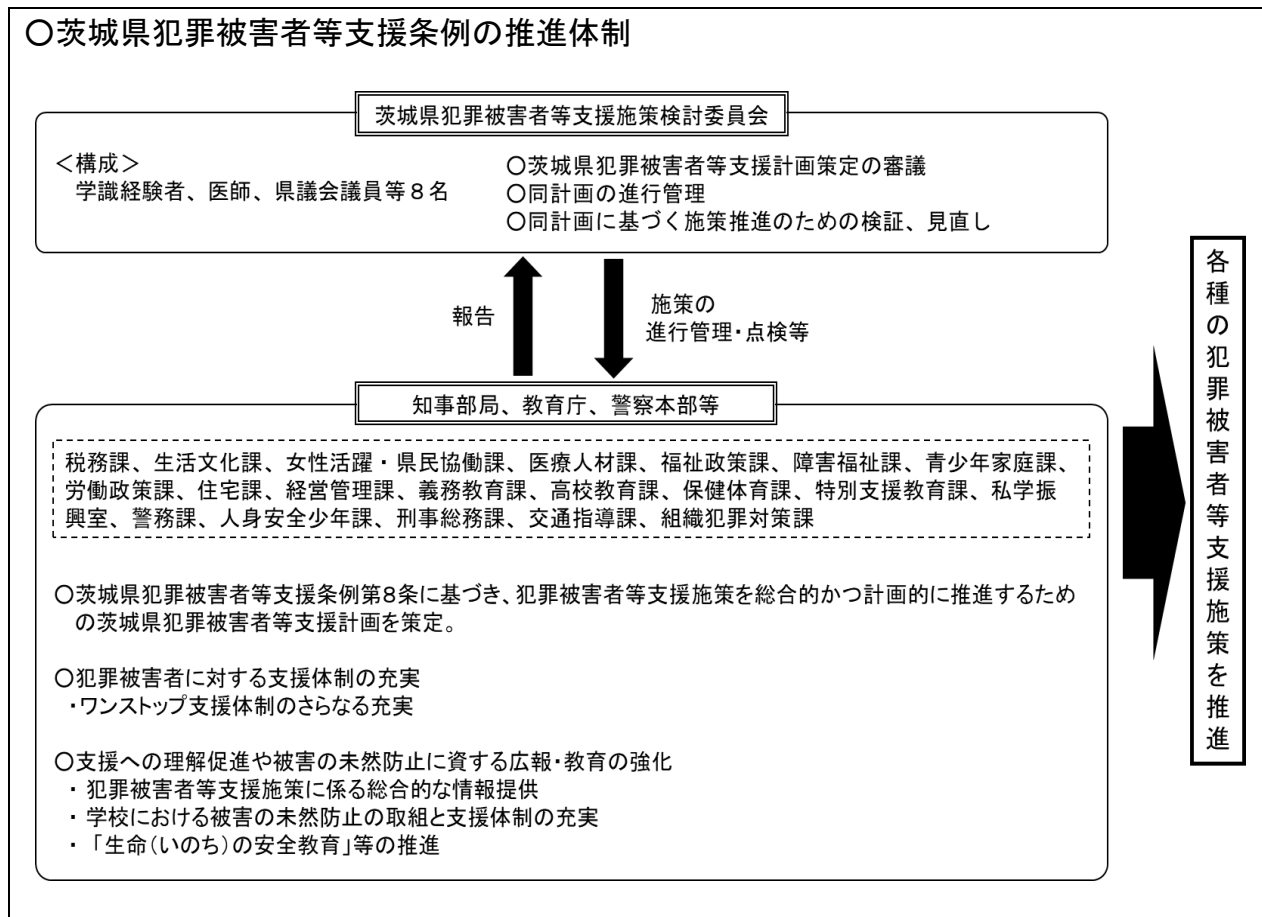 〇茨城県犯罪被害者等支援条例の推進体制
茨城県犯罪被害者等支援施策検討委員会
＜構成＞
学識経験者、医師、県議会議員等８名
〇茨城県犯罪被害者等支援計画策定の審議
〇同計画の進行管理
〇同計画に基づく施策推進のための検証、見直し
報告
施策の
進行管理・点検等
知事部局、教育庁、警察本部等
税務課、生活文化課、女性活躍・県民協働課、医療人材課、福祉政策課、障害福祉課、青少年家庭課、
労働政策課、住宅課、経営管理課、義務教育課、高校教育課、保健体育課、特別支援教育課、私学振
興室、警務課、人身安全少年課、刑事総務課、交通指導課、組織犯罪対策課
〇茨城県犯罪被害者等支援条例第８条に基づき、犯罪被害者等支援施策を総合的かつ計画的に推進するため
の茨城県犯罪被害者等支援計画を策定。
〇犯罪被害者に対する支援体制の充実
・ワンストップ支援体制のさらなる充実
〇支援への理解促進や被害の未然防止に資する広報・教育の強化
・ 犯罪被害者等支援施策に係る総合的な情報提供
・ 学校における被害の未然防止の取組と支援体制の充実
・ 「生命（いのち）の安全教育」等の推進
各種の犯罪被害者等支援施策を推進